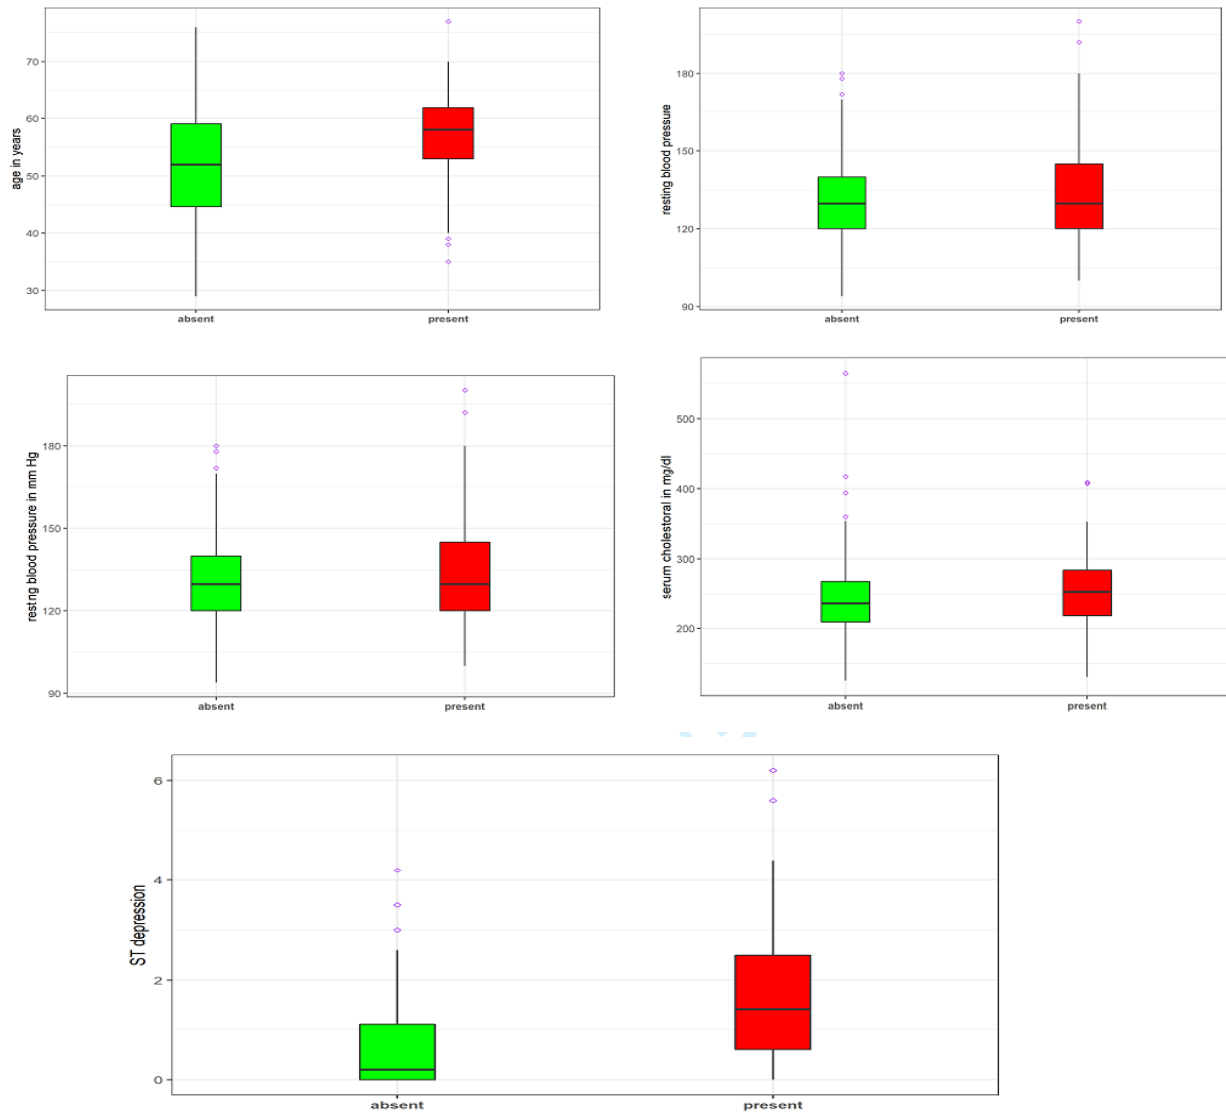 age in years
70
60
50
40
30
absent present
resting blood pressure
180
150
120
90
absent present
restng blood pressure in mm Hg
180
150
120
90
absent present
serum cholestoral in mg/dl
500
400
300
200
absent present
ST depression
6
4
2
0
absent present